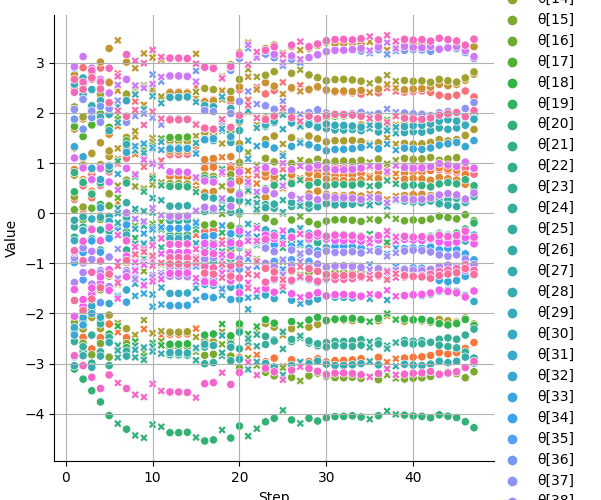 3
2
1
0
−1
−2
−3
−4
Value
0
10
20
30
40
Step
θ[14]
θ[15]
θ[16]
θ[17]
θ[18]
θ[19]
θ[20]
θ[21]
θ[22]
θ[23]
θ[24]
θ[25]
θ[26]
θ[27]
θ[28]
θ[29]
θ[30]
θ[31]
θ[32]
θ[33]
θ[34]
θ[35]
θ[36]
θ[37]
θ[38]